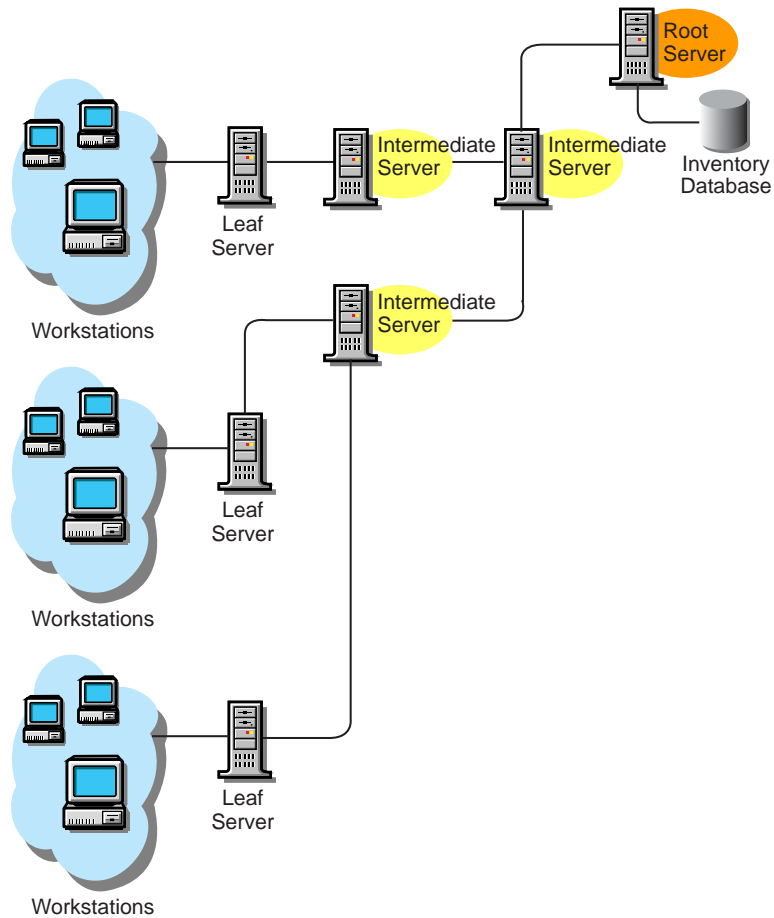 Root
Server
Intermediate
Server
Intermediate
Server
Inventory
Database
Leaf
Server
Workstations
Intermediate
Server
Leaf
Server
Workstations
Leaf
Server
Workstations